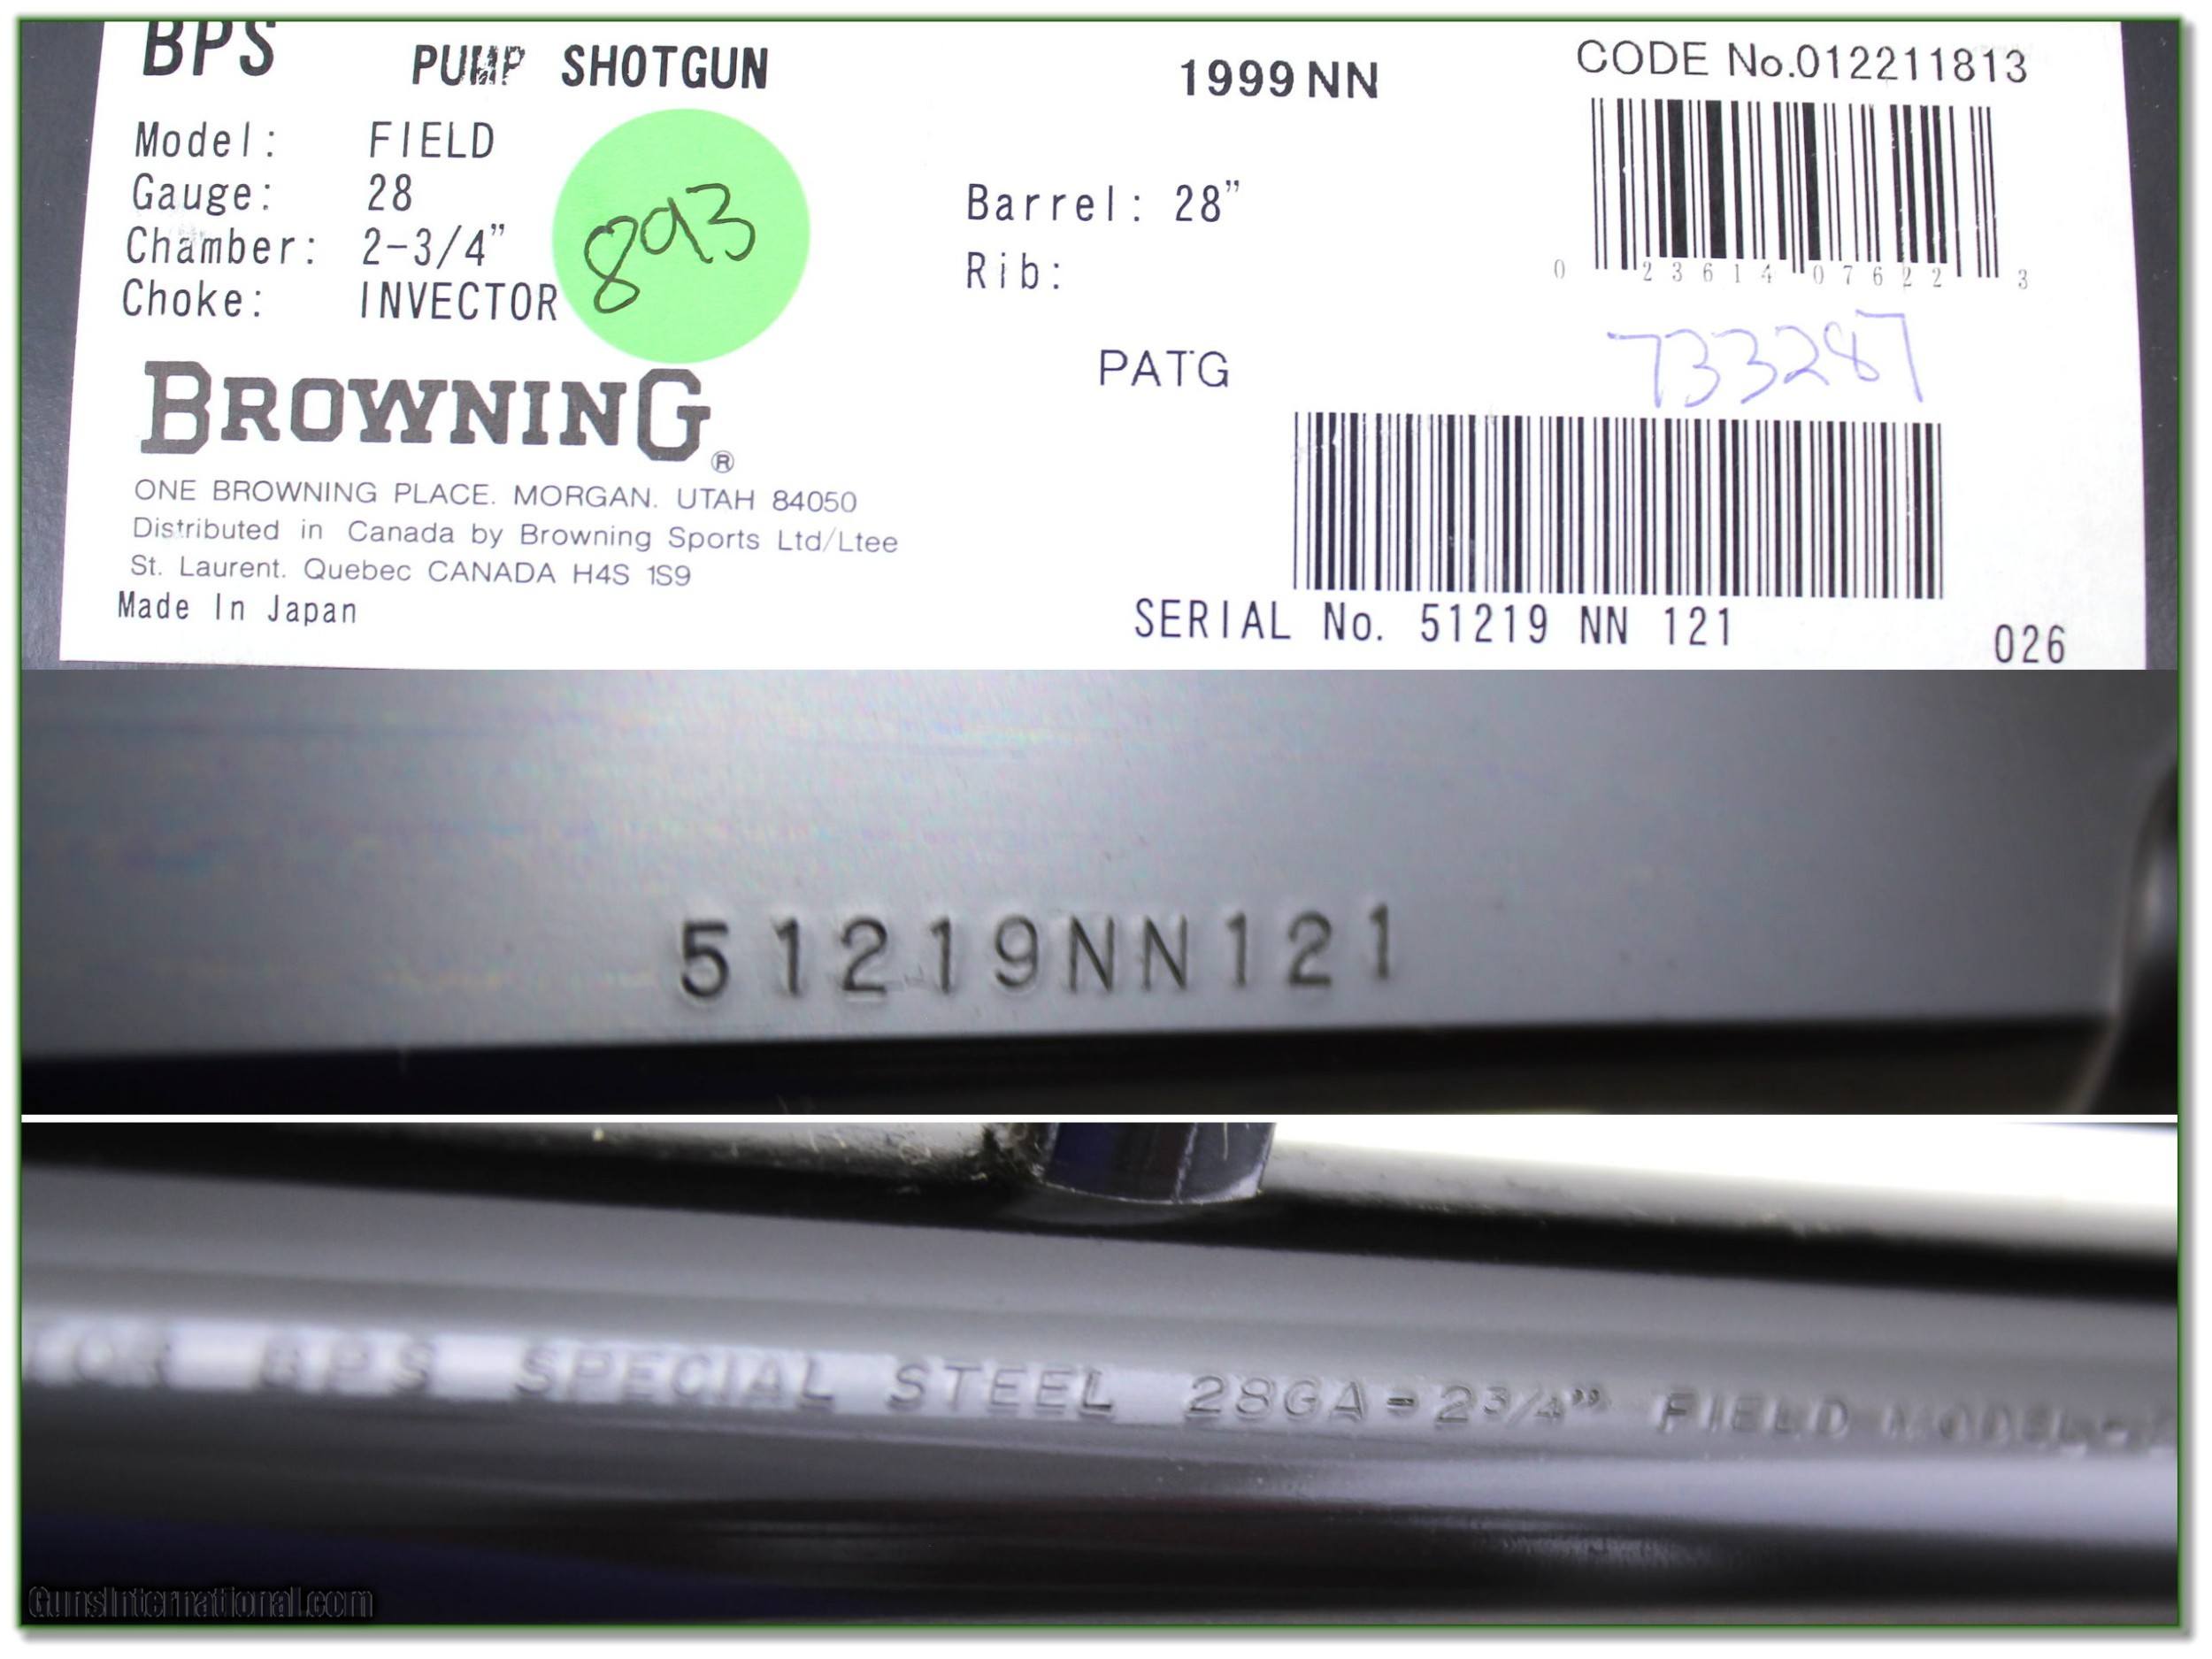 BPS PUMP SHOTGUN 1999 NN CODE No.012211813
Model: FIELD
Gauge: 28
Chamber: 2-3/4"
Choke: INVECTOR
893
Barrel: 28"
Rib:
0 23614 07622 3
PATG
733287
BROWNING®
ONE BROWNING PLACE. MORGAN. UTAH 84050
Distributed in Canada by Browning Sports Ltd/Ltee
St. Laurent. Quebec CANADA H4S 1S9
Made In Japan
SERIAL No. 51219 NN 121
026
51219NN121
TOR BPS SPECIAL STEEL 28GA-2 3/4" FIELD MODEL-
GunsInternational.com